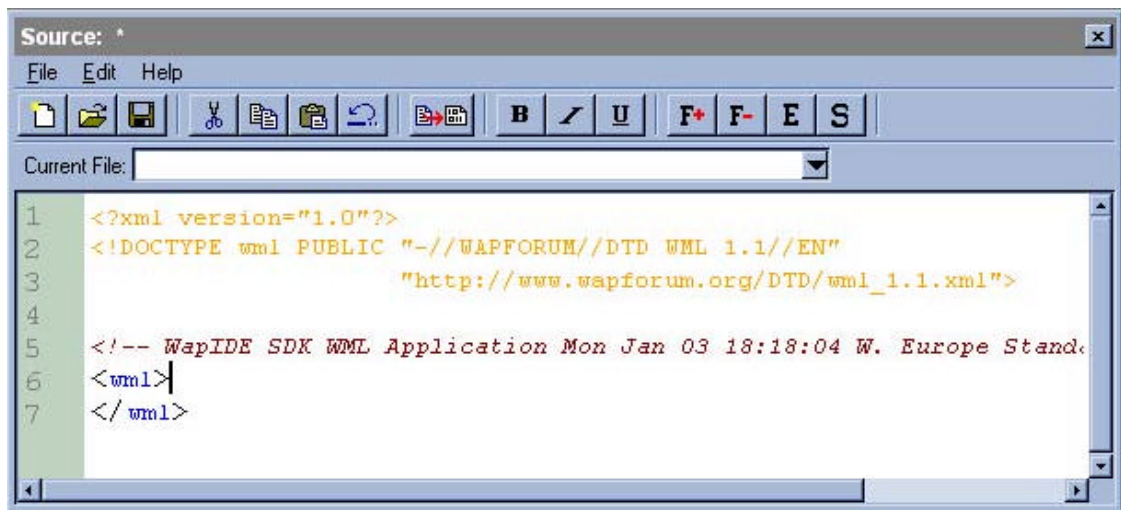 Source: *
File Edit Help
B I U F+ F- E S
Current File:
1 <?xml version="1.0"?>
2 <!DOCTYPE wml PUBLIC "-//WAPFORUM//DTD WML 1.1//EN"
3 "http://www.wapforum.org/DTD/wml_1.1.xml">
4
5 <!-- WapIDE SDK WML Application Mon Jan 03 18:18:04 W. Europe
6 <wml>
7 </wml>